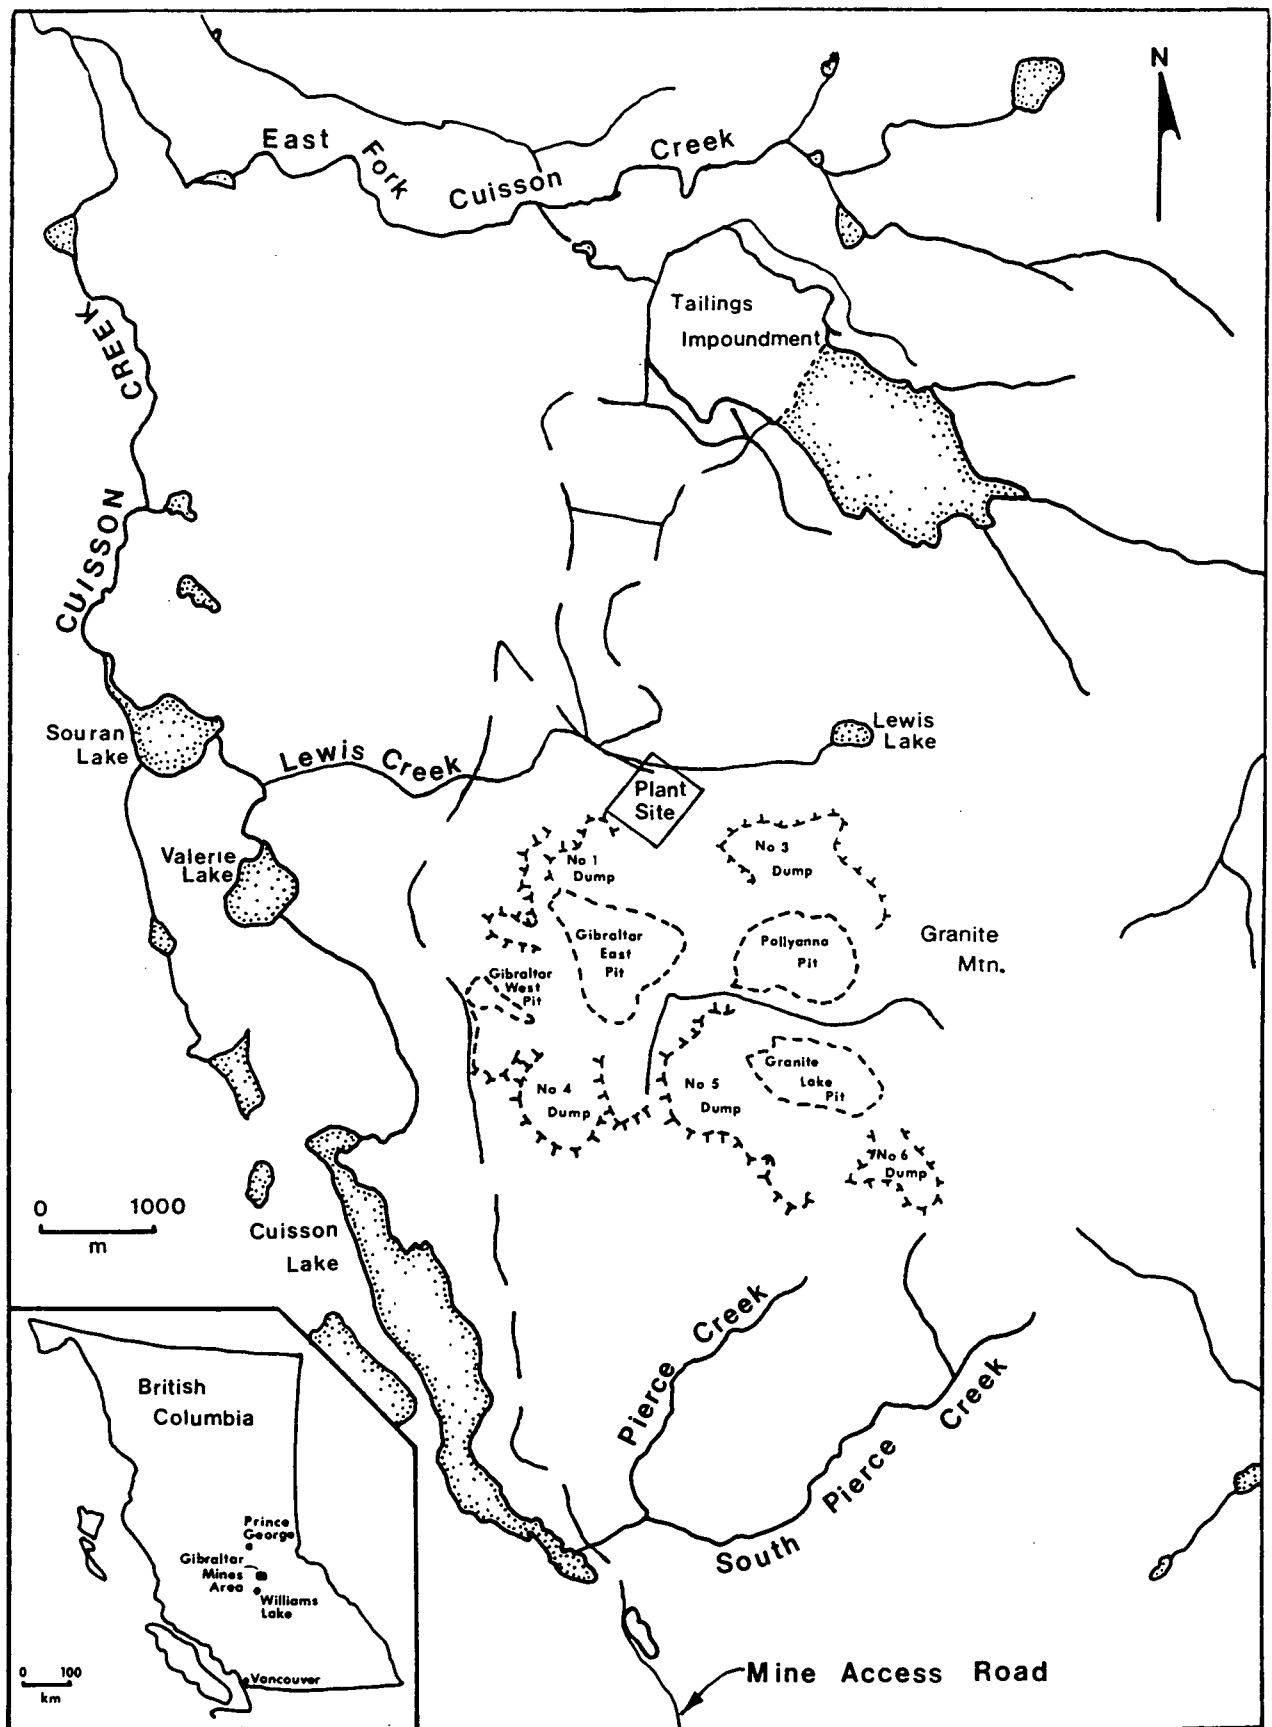 N
East
Fork
Cuisson
Creek
Tailings
Impoundment
CUISSON CREEK
Souran
Lake
Lewis Creek
Lewis
Lake
Plant
Site
Valerie
Lake
No 1
Dump
No 3
Dump
Gibraltar
East
Pit
Pollyanna
Pit
Granite
Mtn.
Gibraltar
West
Pit
Granite
Lake
Pit
No 4
Dump
No 5
Dump
No 6
Dump
0 1000
m
Cuisson
Lake
Pierce Creek
South Pierce Creek
British
Columbia
Prince
George
Gibraltar
Mines
Area
Williams
Lake
Vancouver
0 100
km
Mine Access Road